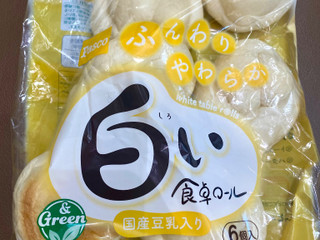 Pasco
ふんわり
やわらか
white table rolls
しろ
白い
食卓ロール
国産豆乳入り
6個入
&
Green